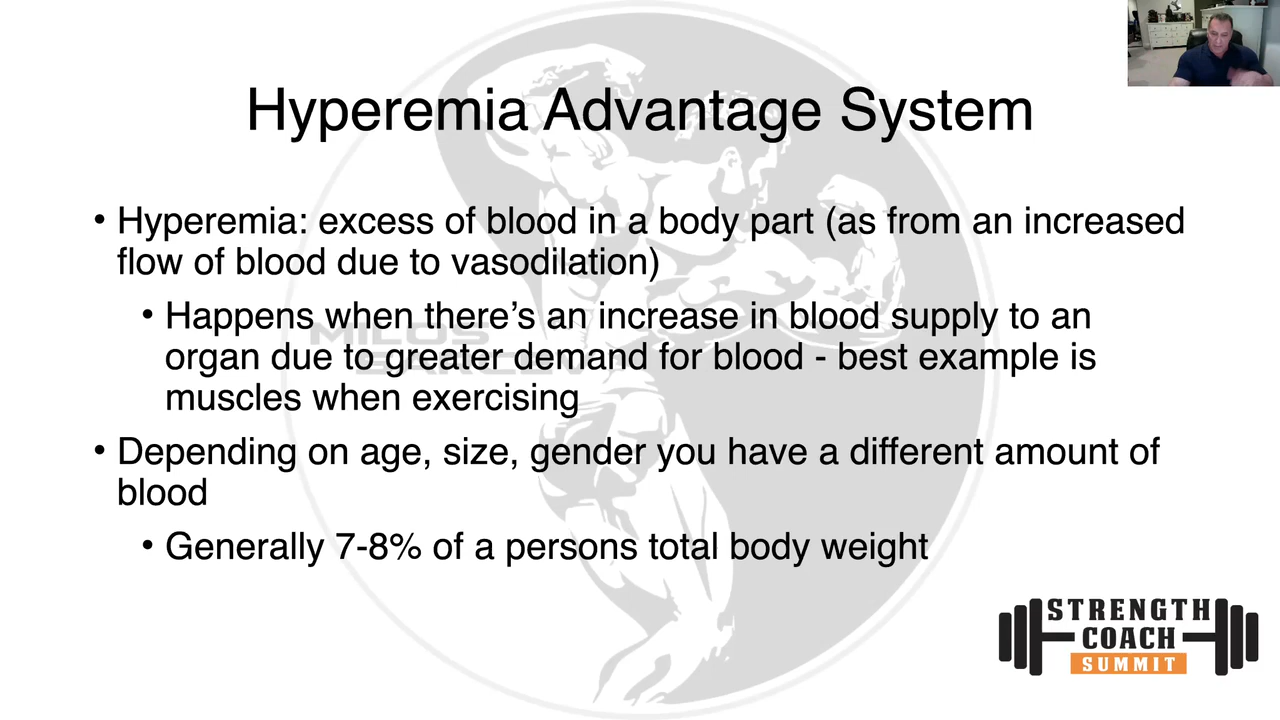 Hyperemia Advantage System
• Hyperemia: excess of blood in a body part (as from an increased
flow of blood due to vasodilation)
• Happens when there’s an increase in blood supply to an
organ due to greater demand for blood - best example is
muscles when exercising
• Depending on age, size, gender you have a different amount of
blood
• Generally 7-8% of a persons total body weight
MILOS
STRENGTH
COACH
SUMMIT